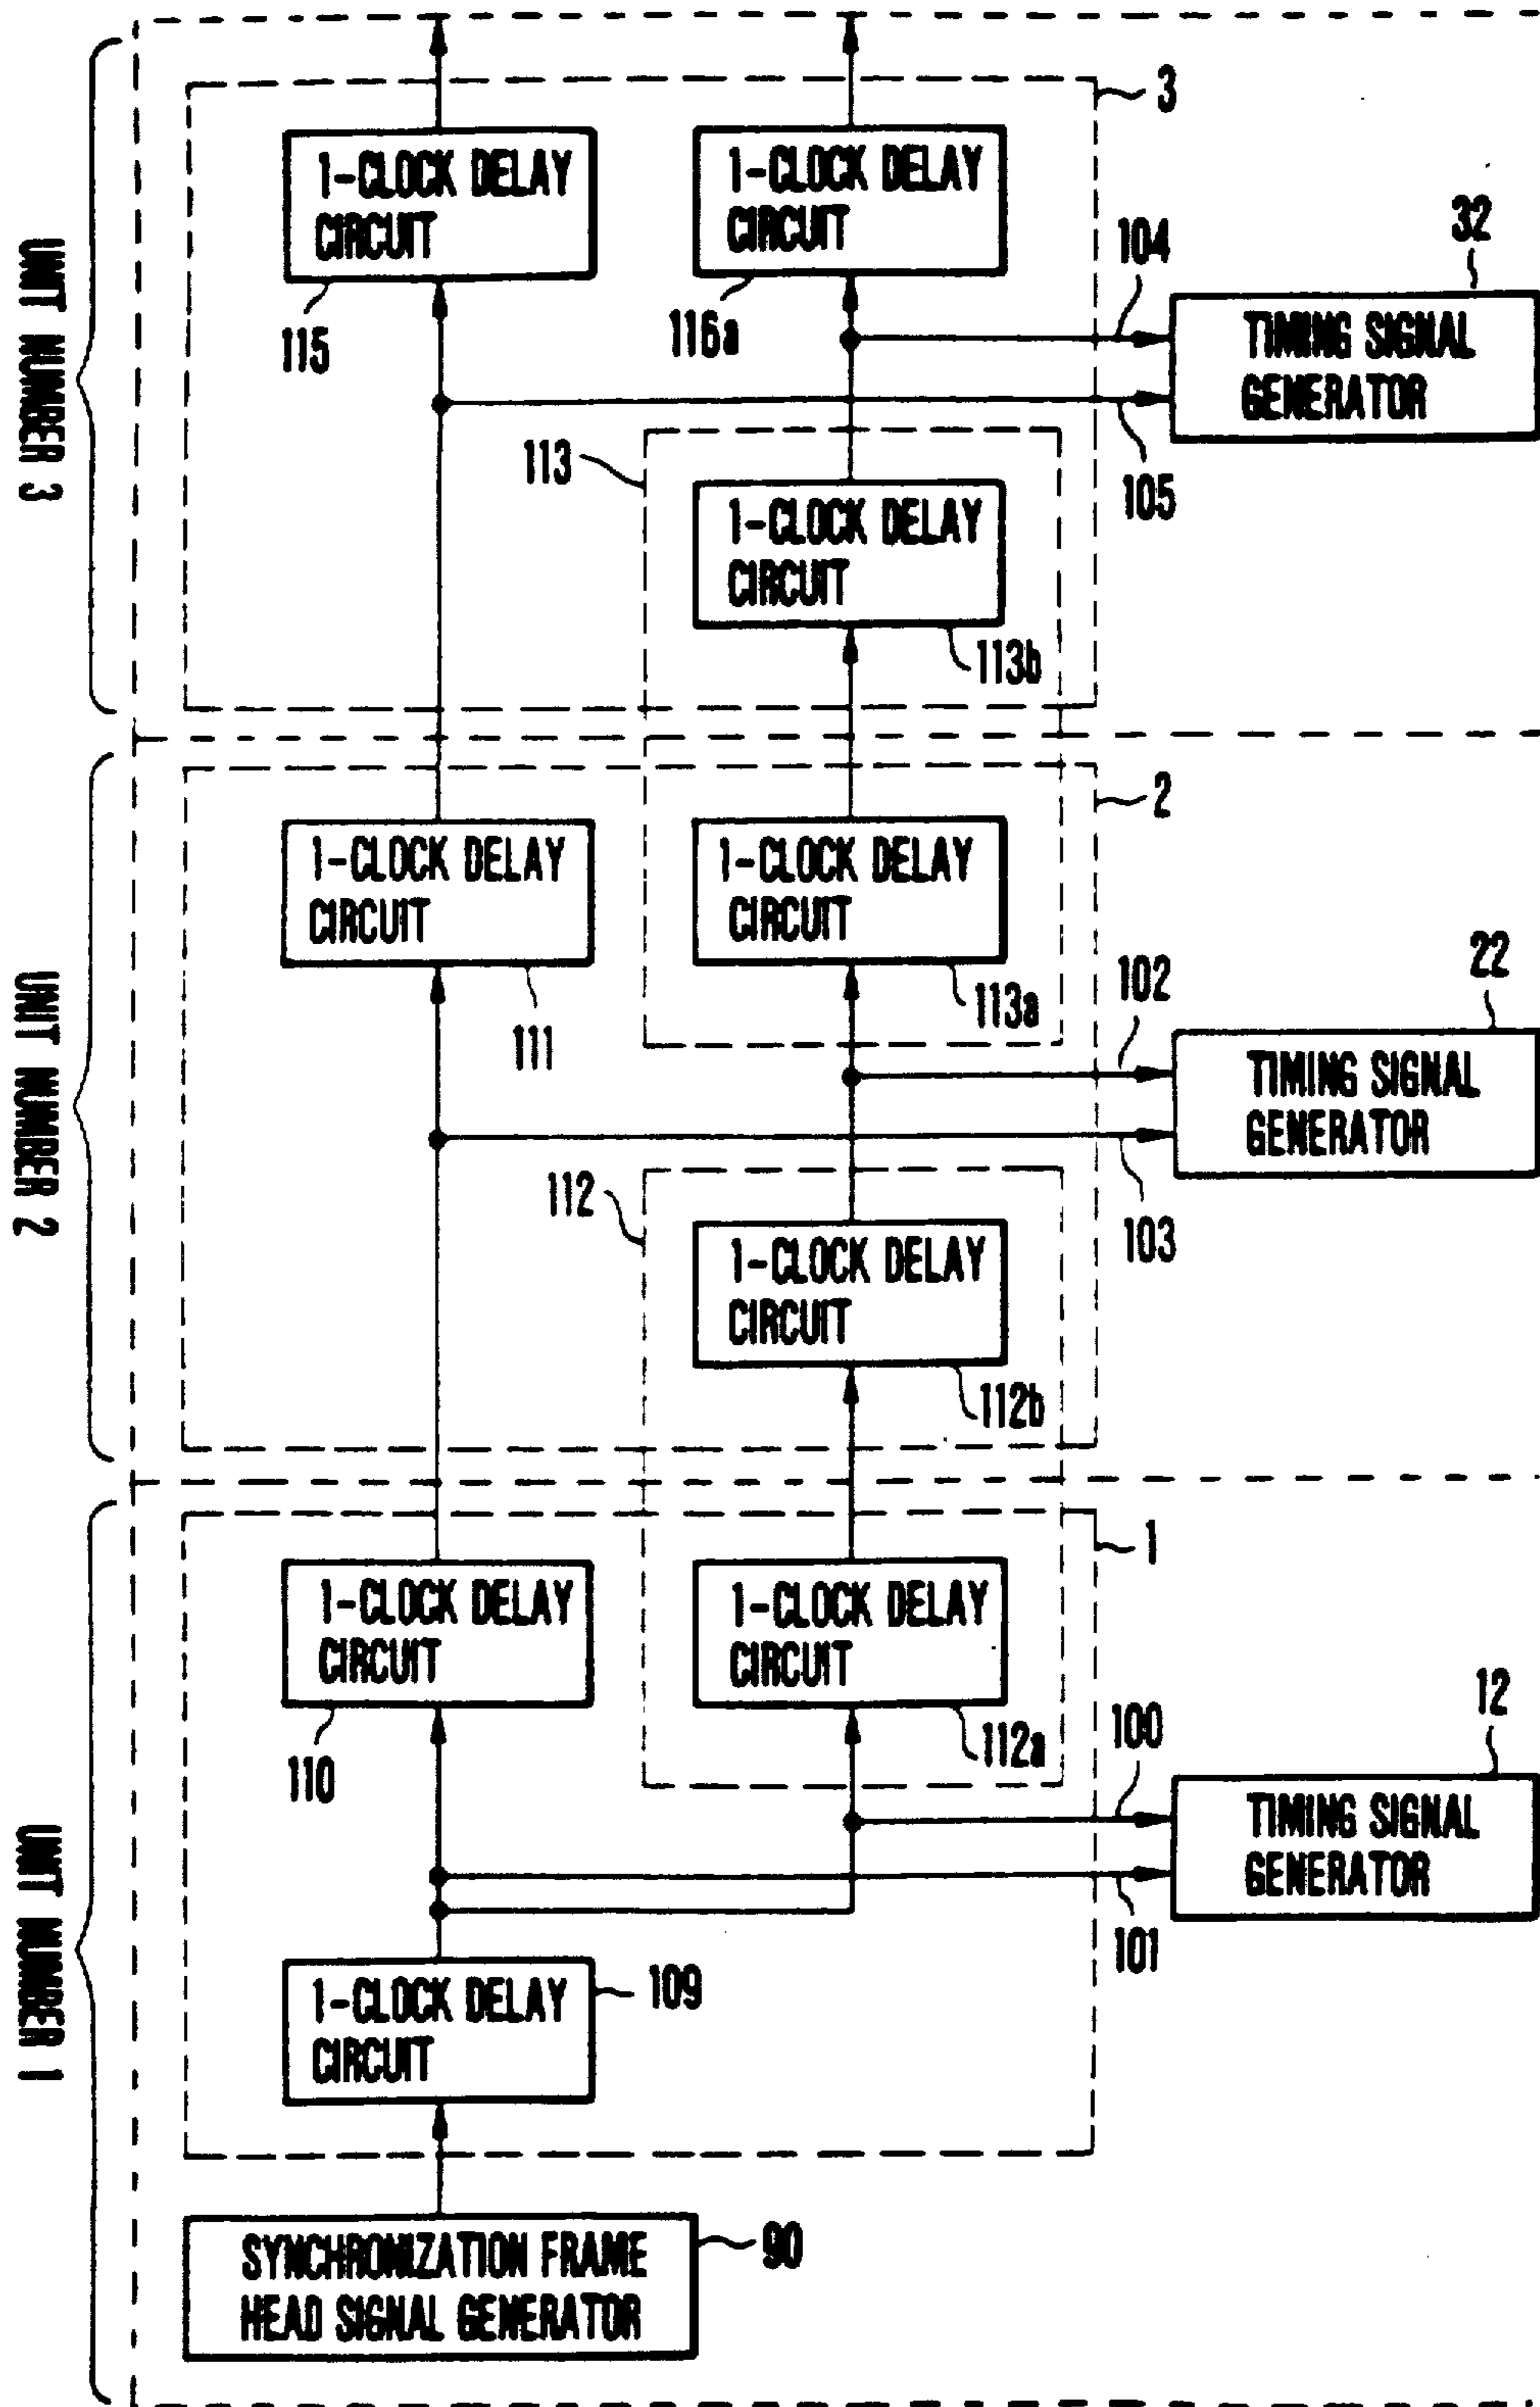 3
1-CLOCK DELAY
CIRCUIT
115
1-CLOCK DELAY
CIRCUIT
116a
104
32
TIMING SIGNAL
GENERATOR
105
UNIT NUMBER 3
113
1-CLOCK DELAY
CIRCUIT
113b
2
1-CLOCK DELAY
CIRCUIT
111
1-CLOCK DELAY
CIRCUIT
113a
102
22
TIMING SIGNAL
GENERATOR
103
UNIT NUMBER 2
112
1-CLOCK DELAY
CIRCUIT
112b
1
1-CLOCK DELAY
CIRCUIT
110
1-CLOCK DELAY
CIRCUIT
112a
100
12
TIMING SIGNAL
GENERATOR
101
UNIT NUMBER 1
1-CLOCK DELAY
CIRCUIT
109
SYNCHRONIZATION FRAME
HEAD SIGNAL GENERATOR
90